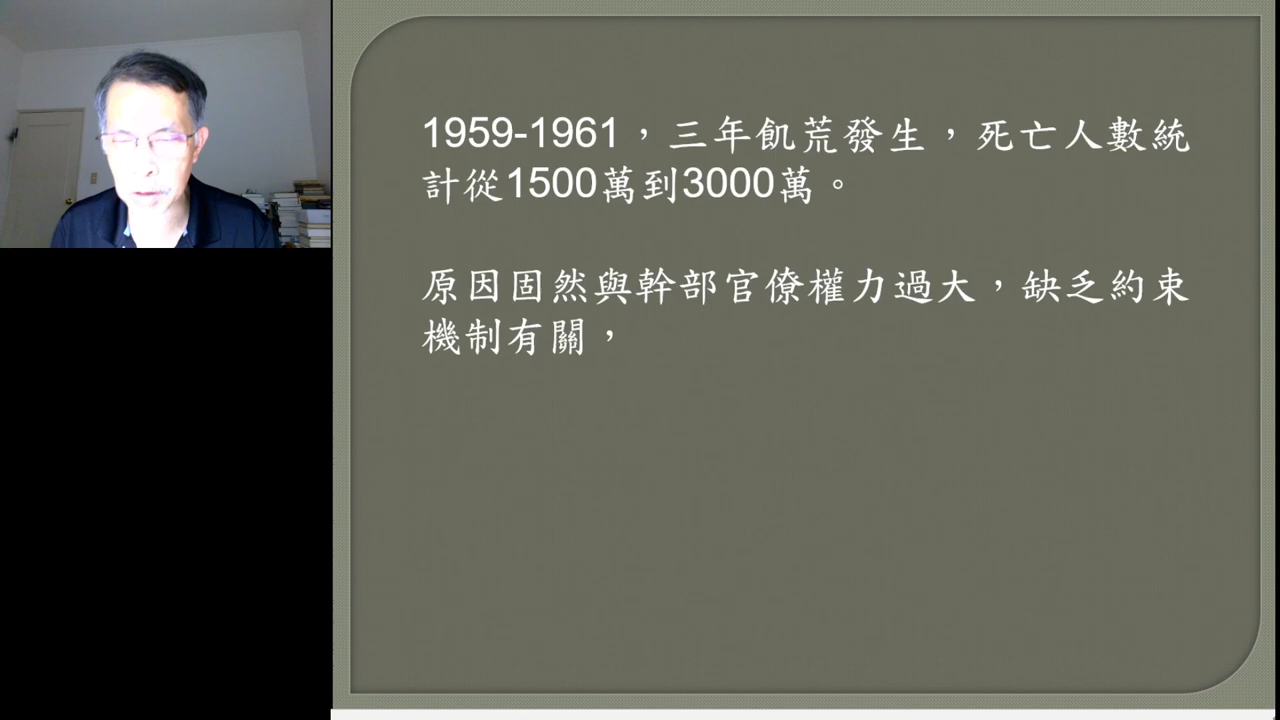 1959-1961，三年飢荒發生，死亡人數統
計從1500萬到3000萬。
原因固然與幹部官僚權力過大，缺乏約束
機制有關，